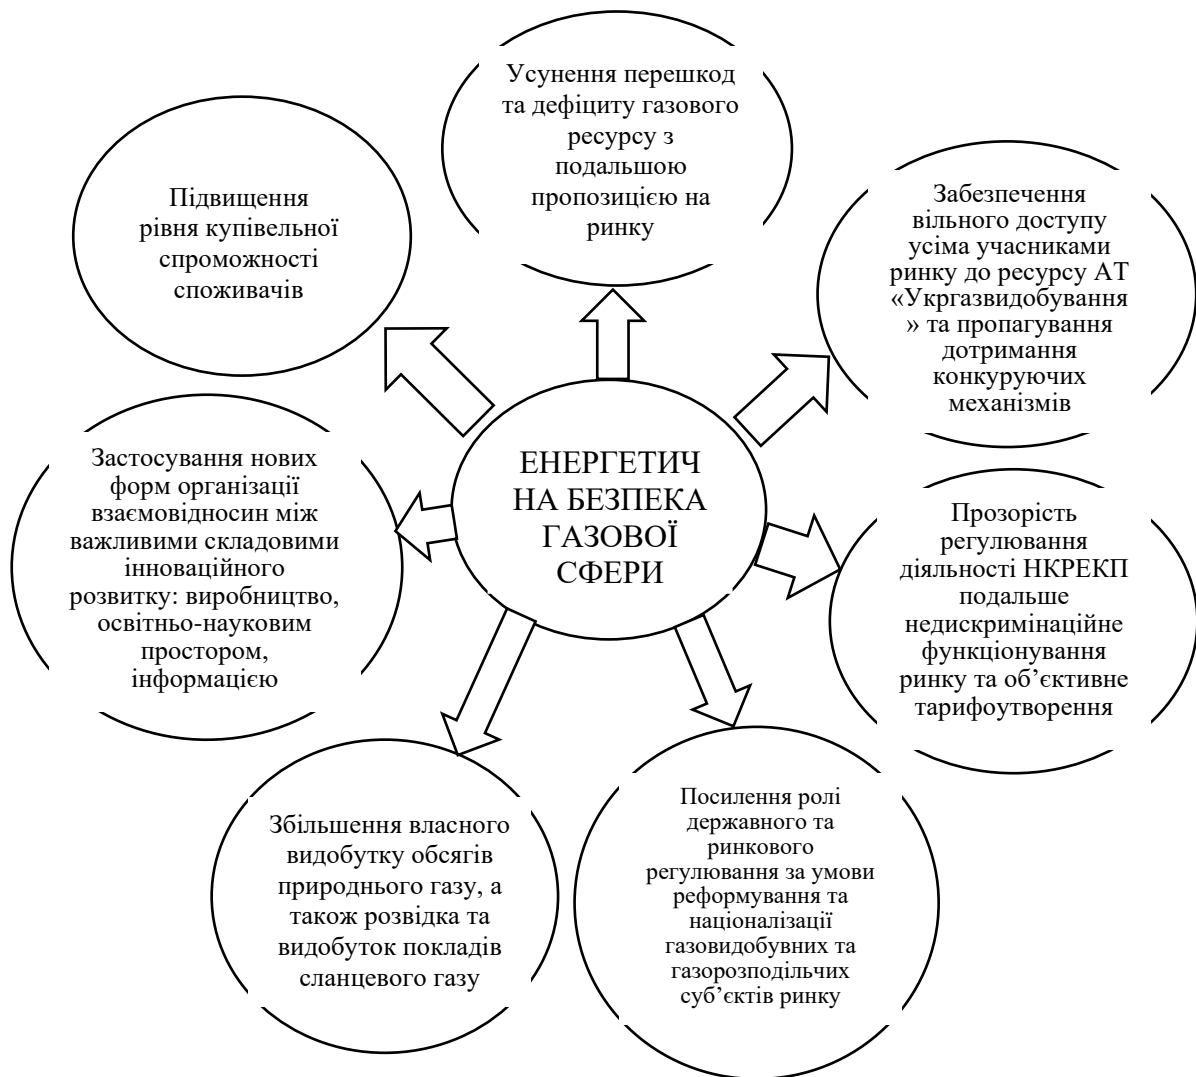 Усунення перешкод
та дефіциту газового
ресурсу з
подальшою
пропозицією на
ринку
Підвищення
рівня купівельної
спроможності
споживачів
Забезпечення
вільного доступу
усіма учасниками
ринку до ресурсу АТ
«Укргазвидобування
» та пропагування
дотримання
конкуруючих
механізмів
ЕНЕРГЕТИЧ
НА БЕЗПЕКА
ГАЗОВОЇ
СФЕРИ
Застосування нових
форм організації
взаємовідносин між
важливими складовими
інноваційного
розвитку: виробництво,
освітньо-науковим
простором,
інформацією
Прозорість
регулювання
діяльності НКРЕКП
подальше
недискримінаційне
функціонування
ринку та об’єктивне
тарифоутворення
Збільшення власного
видобутку обсягів
природнього газу, а
також розвідка та
видобуток покладів
сланцевого газу
Посилення ролі
державного та
ринкового
регулювання за умови
реформування та
націоналізації
газовидобувних та
газорозподільчих
суб’єктів ринку